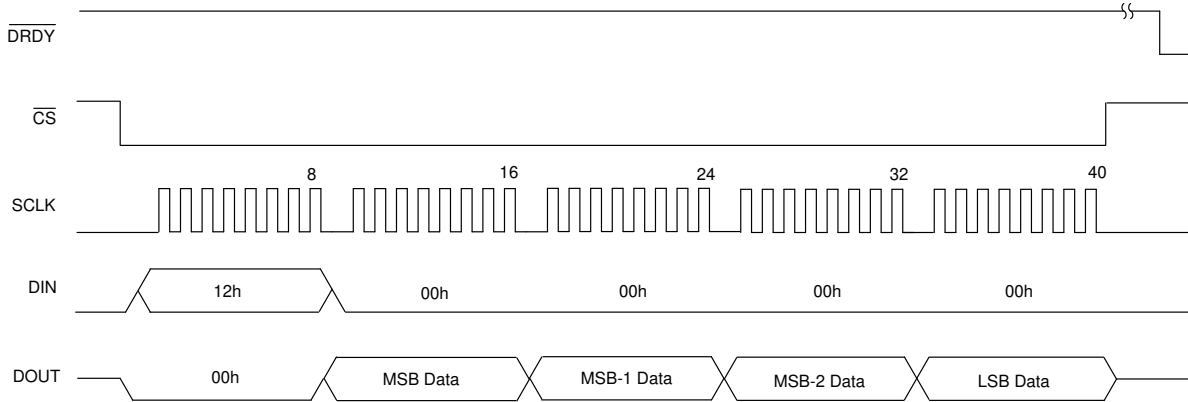 DRDY
CS
8 16 24 32 40
SCLK
DIN 12h 00h 00h 00h 00h
DOUT 00h MSB Data MSB-1 Data MSB-2 Data LSB Data